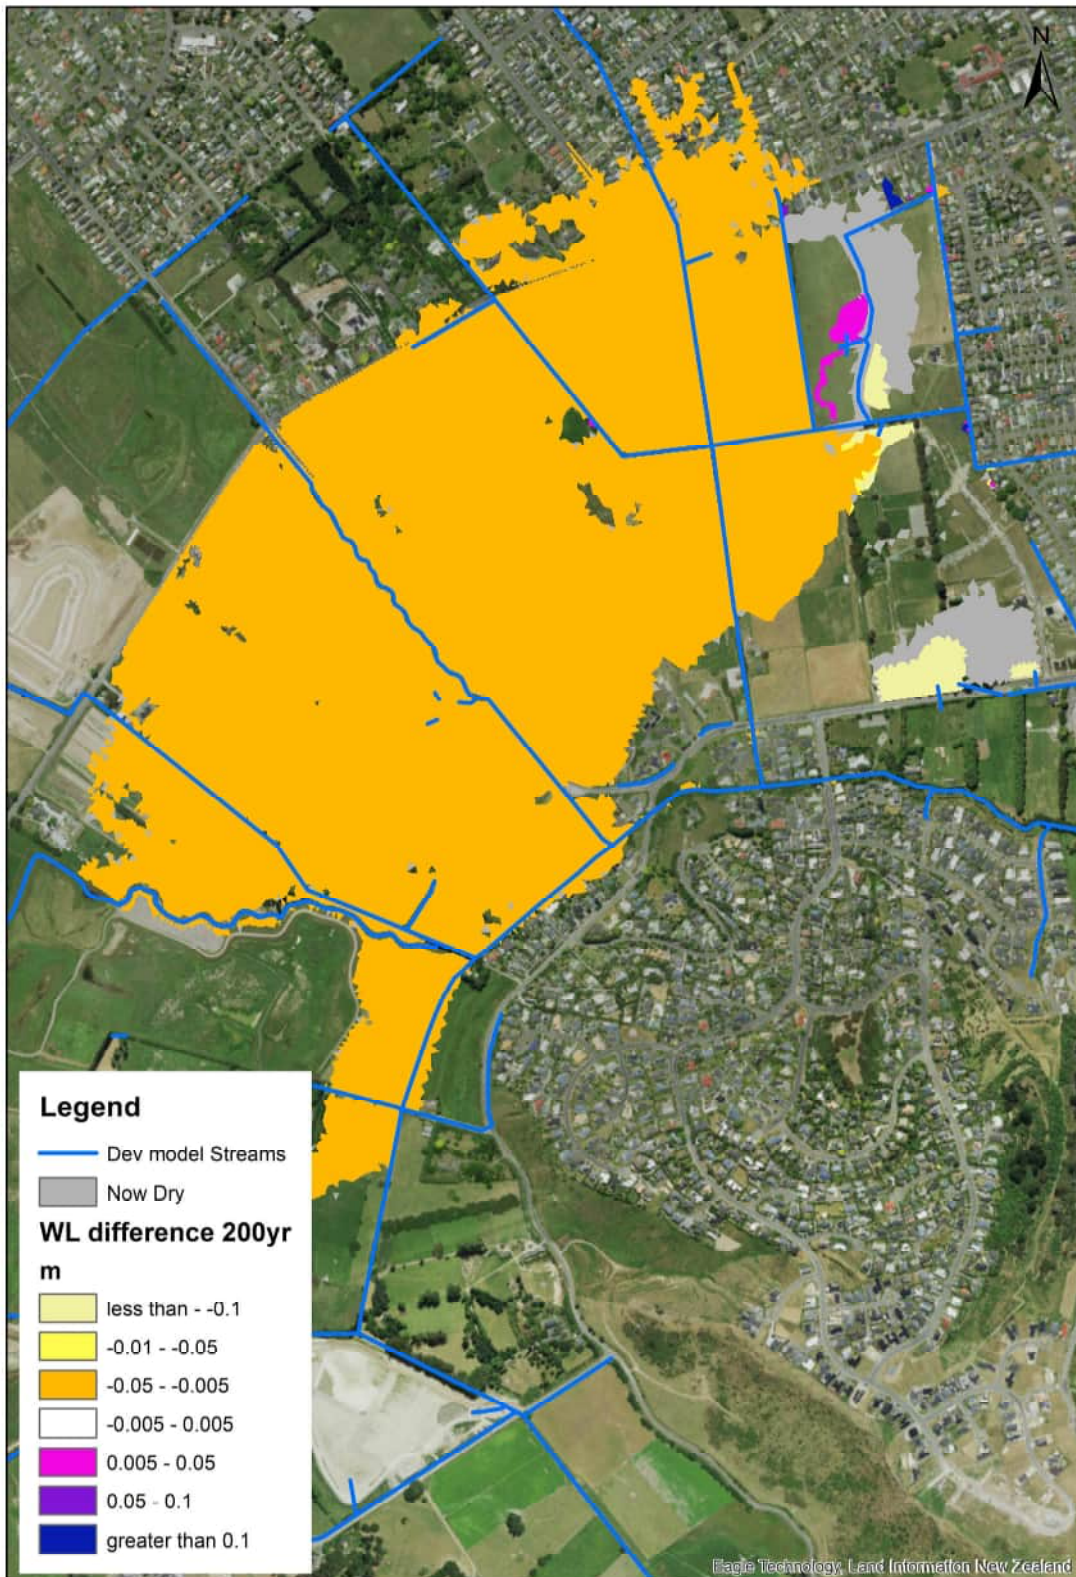 N
Legend
Dev model Streams
Now Dry
WL difference 200yr
m
less than - -0.1
-0.01 - -0.05
-0.05 - -0.005
-0.005 - 0.005
0.005 - 0.05
0.05 - 0.1
greater than 0.1
Eagle Technology, Land Information New Zealand